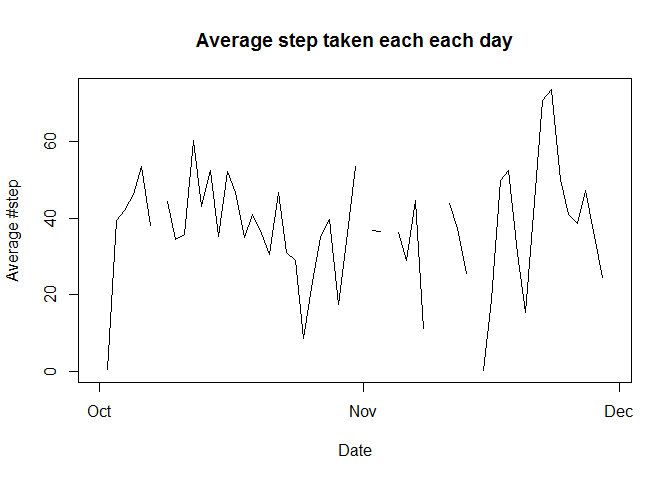 Average step taken each each day
Average #step
60
40
20
0
Oct
Nov
Dec
Date